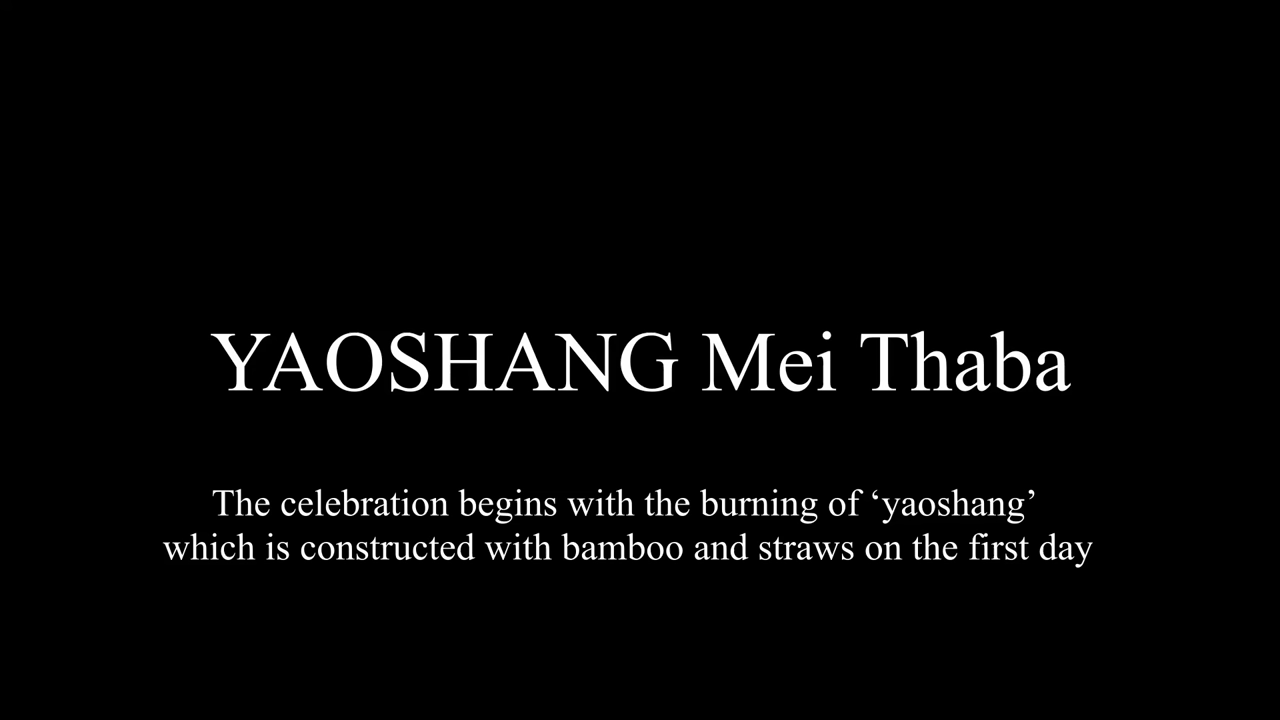 YAOSHANG Mei Thaba
The celebration begins with the burning of ‘yaoshang’
which is constructed with bamboo and straws on the first day